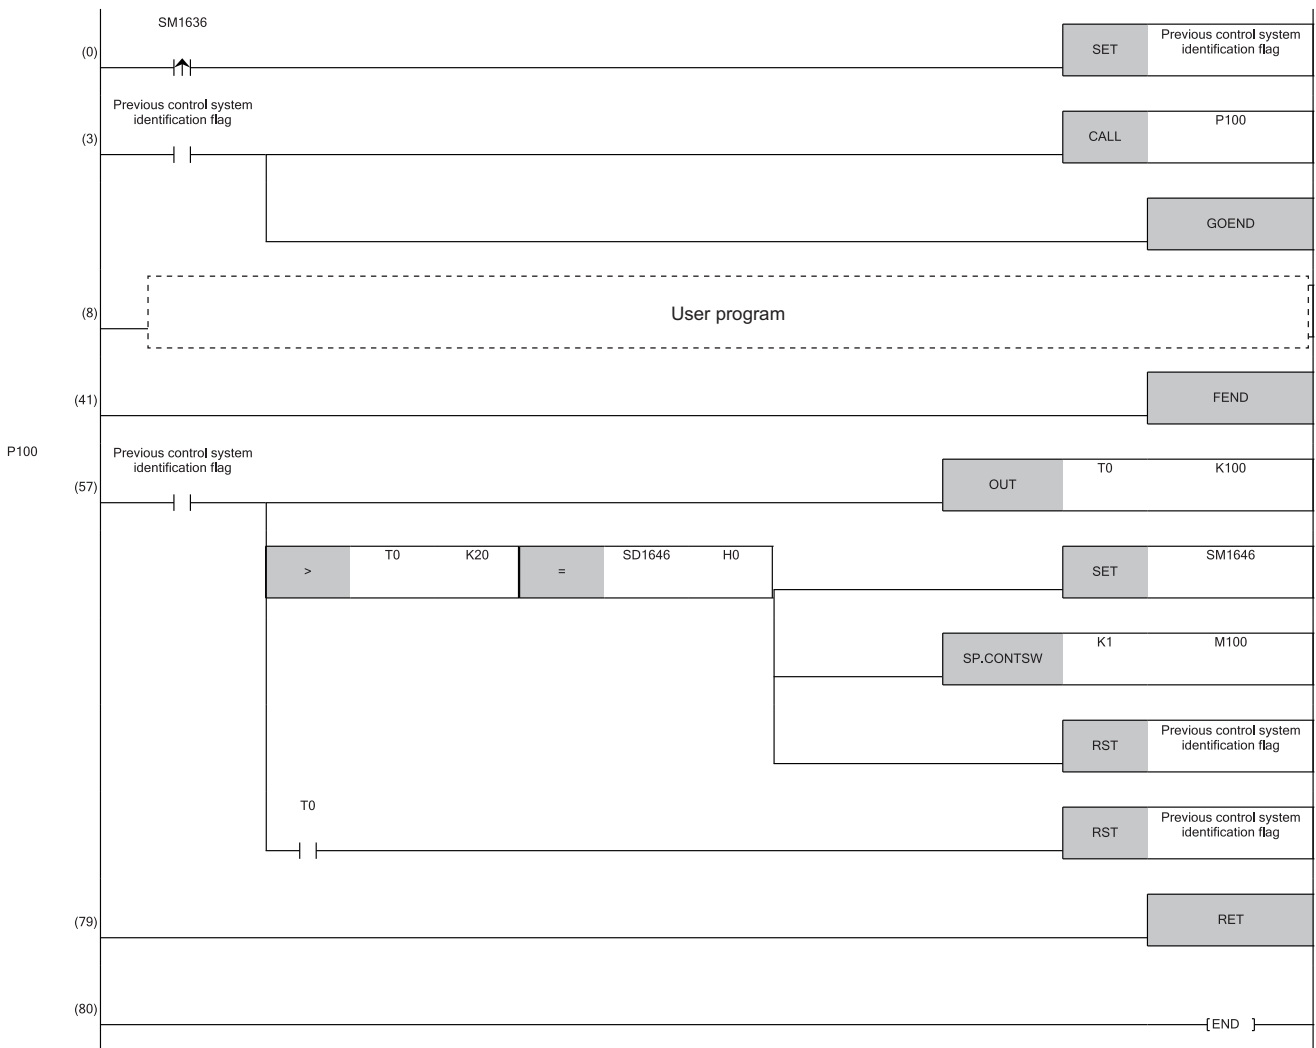 SM1636
(0)
SET
Previous control system
identification flag
Previous control system
identification flag
(3)
CALL
P100
GOEND
(8)
User program
(41)
FEND
P100
Previous control system
identification flag
(57)
OUT
T0
K100
>
T0
K20
=
SD1646
H0
SET
SM1646
SP.CONTSW
K1
M100
RST
Previous control system
identification flag
T0
RST
Previous control system
identification flag
(79)
RET
(80)
[END ]